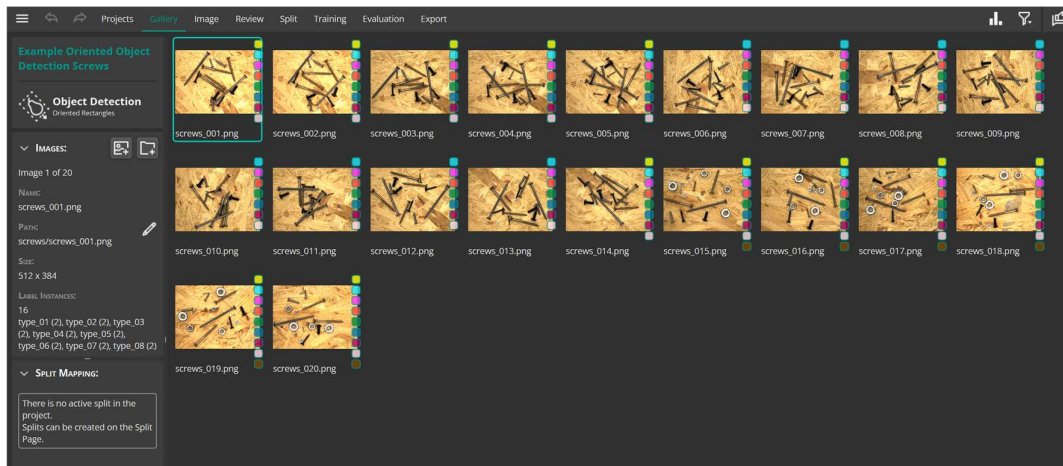 Projects Gallery Image Review Split Training Evaluation Export
Example Oriented Object
Detection Screws
Object Detection
Oriented Rectangles
IMAGES:
Image 1 of 20
NAME:
screws_001.png
PATH:
screws/screws_001.png
SIZE:
512 x 384
LABEL INSTANCES:
16
type_01 (2), type_02 (2), type_03
(2), type_04 (2), type_05 (2),
type_06 (2), type_07 (2), type_08 (2)
SPLIT MAPPING:
There is no active split in the
project.
Splits can be created on the Split
Page.
screws_001.png screws_002.png screws_003.png screws_004.png screws_005.png screws_006.png screws_007.png screws_008.png screws_009.png
screws_010.png screws_011.png screws_012.png screws_013.png screws_014.png screws_015.png screws_016.png screws_017.png screws_018.png
screws_019.png screws_020.png